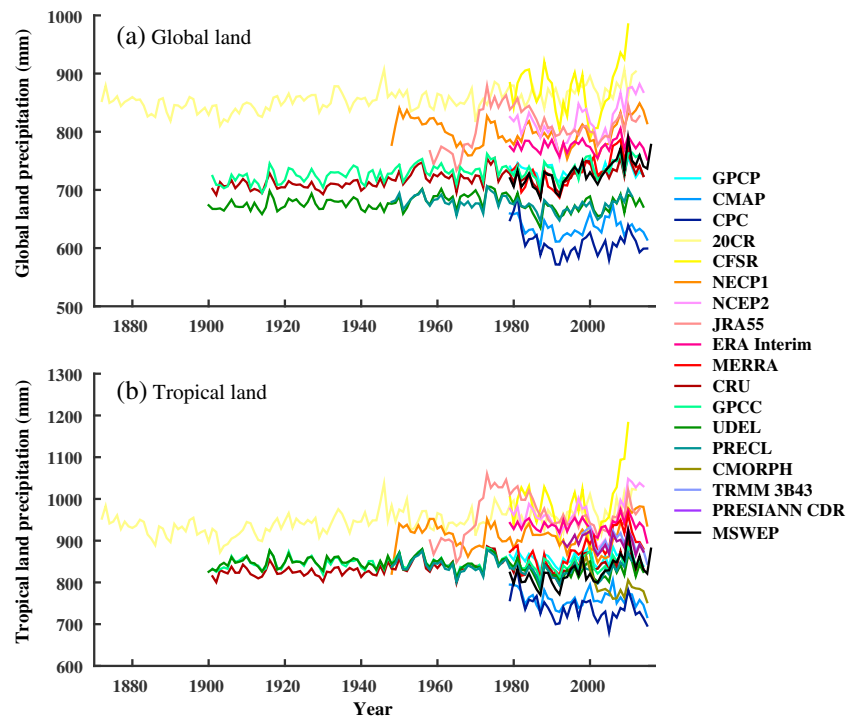 (a) Global land
Global land precipitation (mm)
1000
900
800
700
600
500
1880 1900 1920 1940 1960 1980 2000
(b) Tropical land
Tropical land precipitation (mm)
1300
1200
1100
1000
900
800
700
600
1880 1900 1920 1940 1960 1980 2000
Year
GPCP
CMAP
CPC
20CR
CFSR
NECP1
NCEP2
JRA55
ERA Interim
MERRA
CRU
GPCC
UDEL
PRECL
CMORPH
TRMM 3B43
PRESIANN CDR
MSWEP